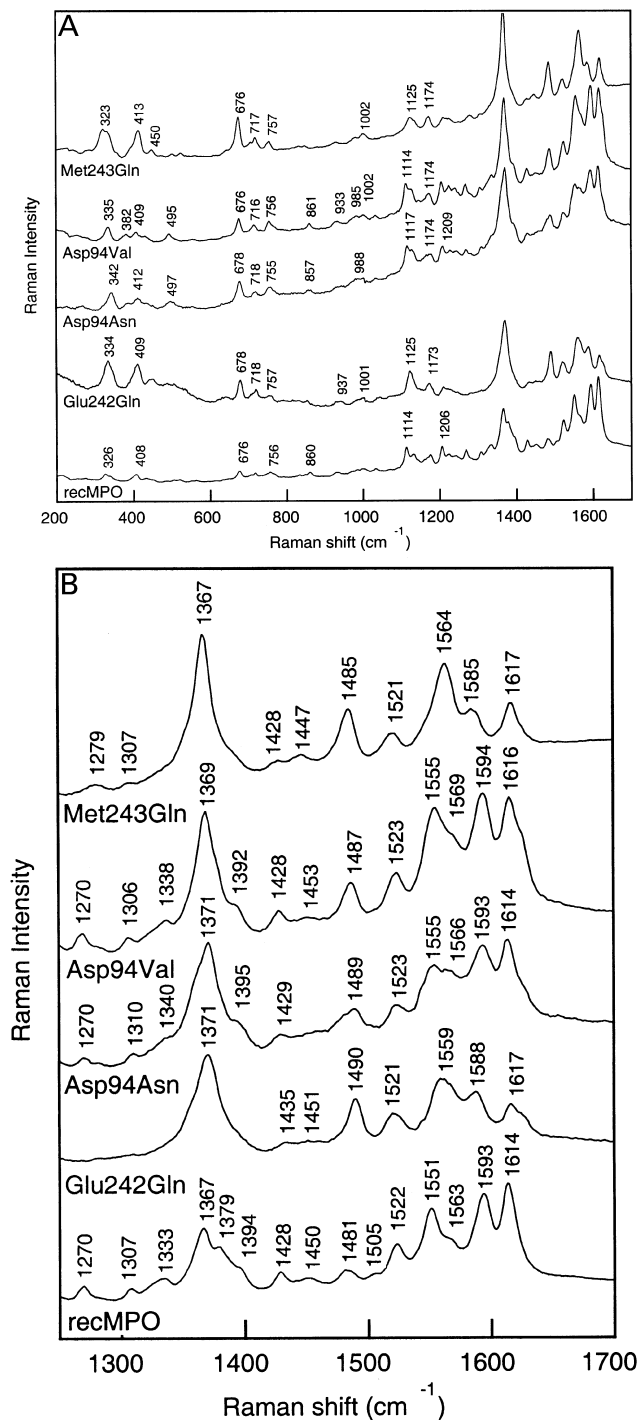 A
323 413 450 676 717 757 1002 1125 1174
Met243Gln
335 382 409 495 676 716 756 861 933 985 1002 1114 1174
Asp94Val
342 412 497 678 718 755 857 988 1117 1174 1209
Asp94Asn
334 409 678 718 757 937 1001 1125 1173
Glu242Gln
326 408 676 756 860 1114 1206
recMPO
Raman Intensity
200 400 600 800 1000 1200 1400 1600
Raman shift (cm -1 )
B
1279 1307 1367 1428 1447 1485 1521 1564 1585 1617
Met243Gln
1270 1306 1338 1369 1392 1428 1453 1487 1523 1555 1569 1594 1616
Asp94Val
1270 1310 1340 1371 1395 1429 1489 1523 1555 1566 1593 1614
Asp94Asn
1371 1435 1451 1490 1521 1559 1588 1617
Glu242Gln
1270 1307 1333 1367 1379 1394 1428 1450 1481 1505 1522 1551 1563 1593 1614
recMPO
Raman Intensity
1300 1400 1500 1600 1700
Raman shift (cm -1 )